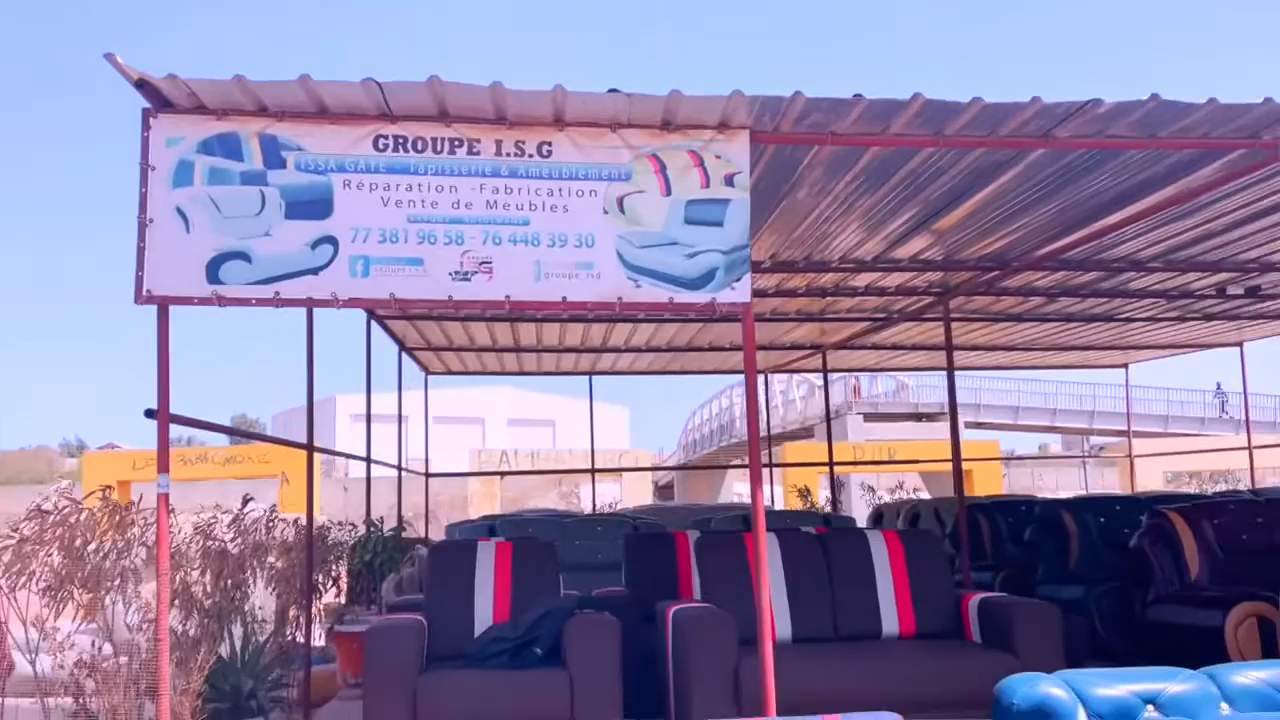 GROUPE I.S.G
ISSA GAYE - Tapisserie & Ameublement
Réparation - Fabrication
Vente de Meubles
77 381 96 58 - 76 448 39 30
GROUPE I.S.G
GROUPE
ISG
groupe_isg